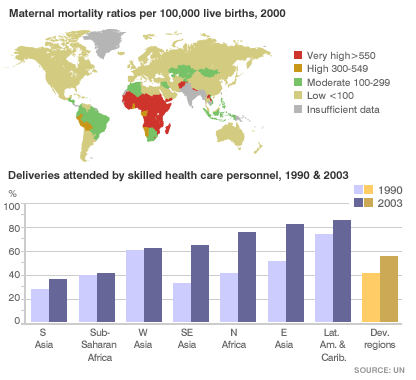 Maternal mortality ratios per 100,000 live births, 2000
Very high>550
High 300-549
Moderate 100-299
Low <100
Insufficient data
Deliveries attended by skilled health care personnel, 1990 & 2003
%
1990
2003
100
80
60
40
20
0
S
Asia
Sub-
Saharan
Africa
W
Asia
SE
Asia
N
Africa
E
Asia
Lat.
Am. &
Carib.
Dev.
regions
SOURCE: UN